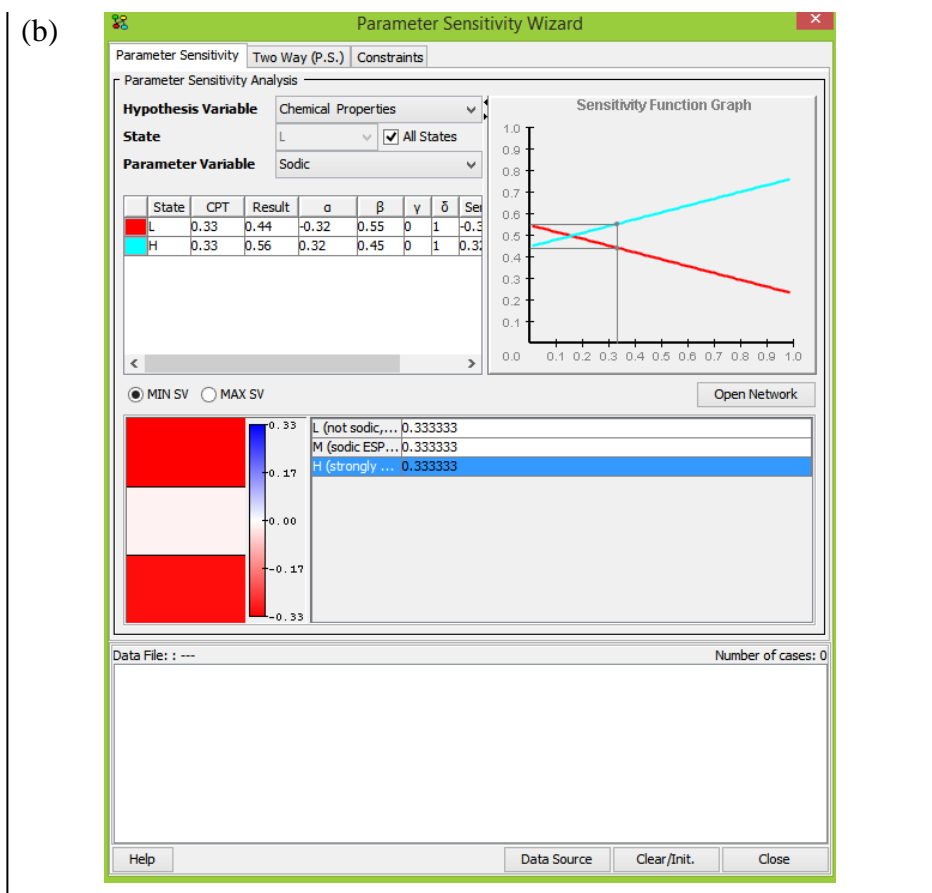 (b)
Parameter Sensitivity Wizard
Parameter Sensitivity Two Way (P.S.) Constraints
Parameter Sensitivity Analysis
Hypothesis Variable Chemical Properties
State L All States
Parameter Variable Sodic
State CPT Result α β γ δ Ser
L 0.33 0.44 -0.32 0.55 0 1 -0.3
H 0.33 0.56 0.32 0.45 0 1 0.32
Sensitivity Function Graph
1.0
0.9
0.8
0.7
0.6
0.5
0.4
0.3
0.2
0.1
0.0 0.1 0.2 0.3 0.4 0.5 0.6 0.7 0.8 0.9 1.0
MIN SV MAX SV
Open Network
0.33
0.17
0.00
-0.17
-0.33
L (not sodic,... 0.333333
M (sodic ESP... 0.333333
H (strongly ... 0.333333
Data File: : ---
Number of cases: 0
Help Data Source Clear/Init. Close